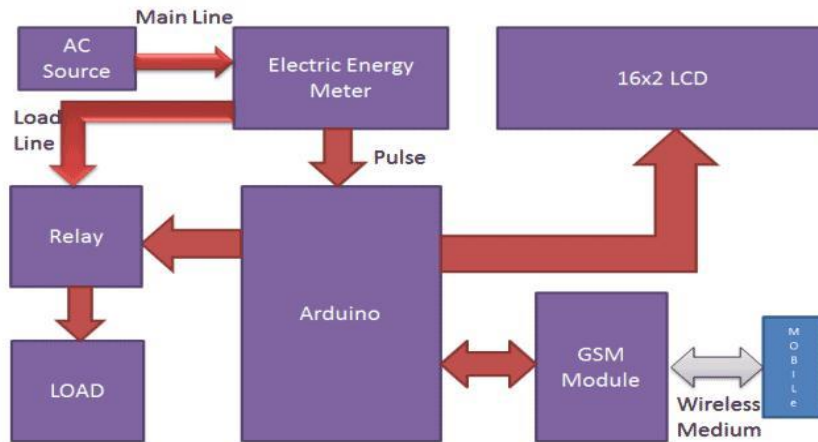 Main Line
AC
Source
Electric Energy
Meter
16x2 LCD
Load
Line
Pulse
Relay
Arduino
LOAD
GSM
Module
MOBILe
Wireless
Medium